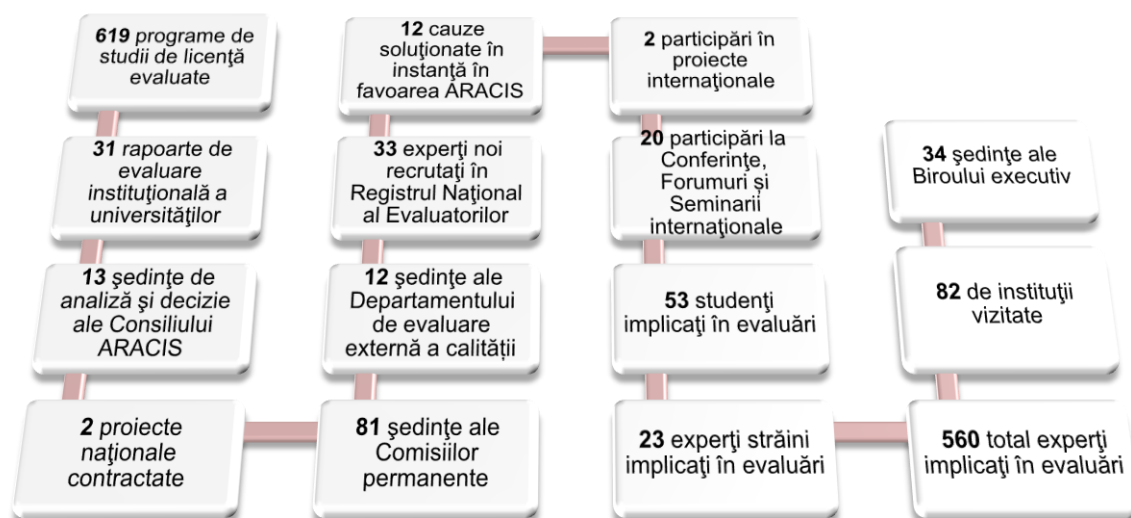 619 programe de
studii de licenţă
evaluate
31 rapoarte de
evaluare
instituţională a
universităţilor
13 şedinţe de
analiză şi decizie
ale Consiliului
ARACIS
2 proiecte
naţionale
contractate
81 şedinţe ale
Comisiilor
permanente
12 şedinţe ale
Departamentului
de evaluare
externă a calității
33 experţi noi
recrutaţi în
Registrul Naţional
al Evaluatorilor
12 cauze
soluţionate în
instanţă în
favoarea ARACIS
2 participări în
proiecte
internaţionale
20 participări la
Conferinţe,
Forumuri și
Seminarii
internaţionale
53 studenţi
implicaţi în evaluări
23 experţi străini
implicaţi în evaluări
560 total experţi
implicaţi în evaluări
82 de instituţii
vizitate
34 şedinţe ale
Biroului executiv